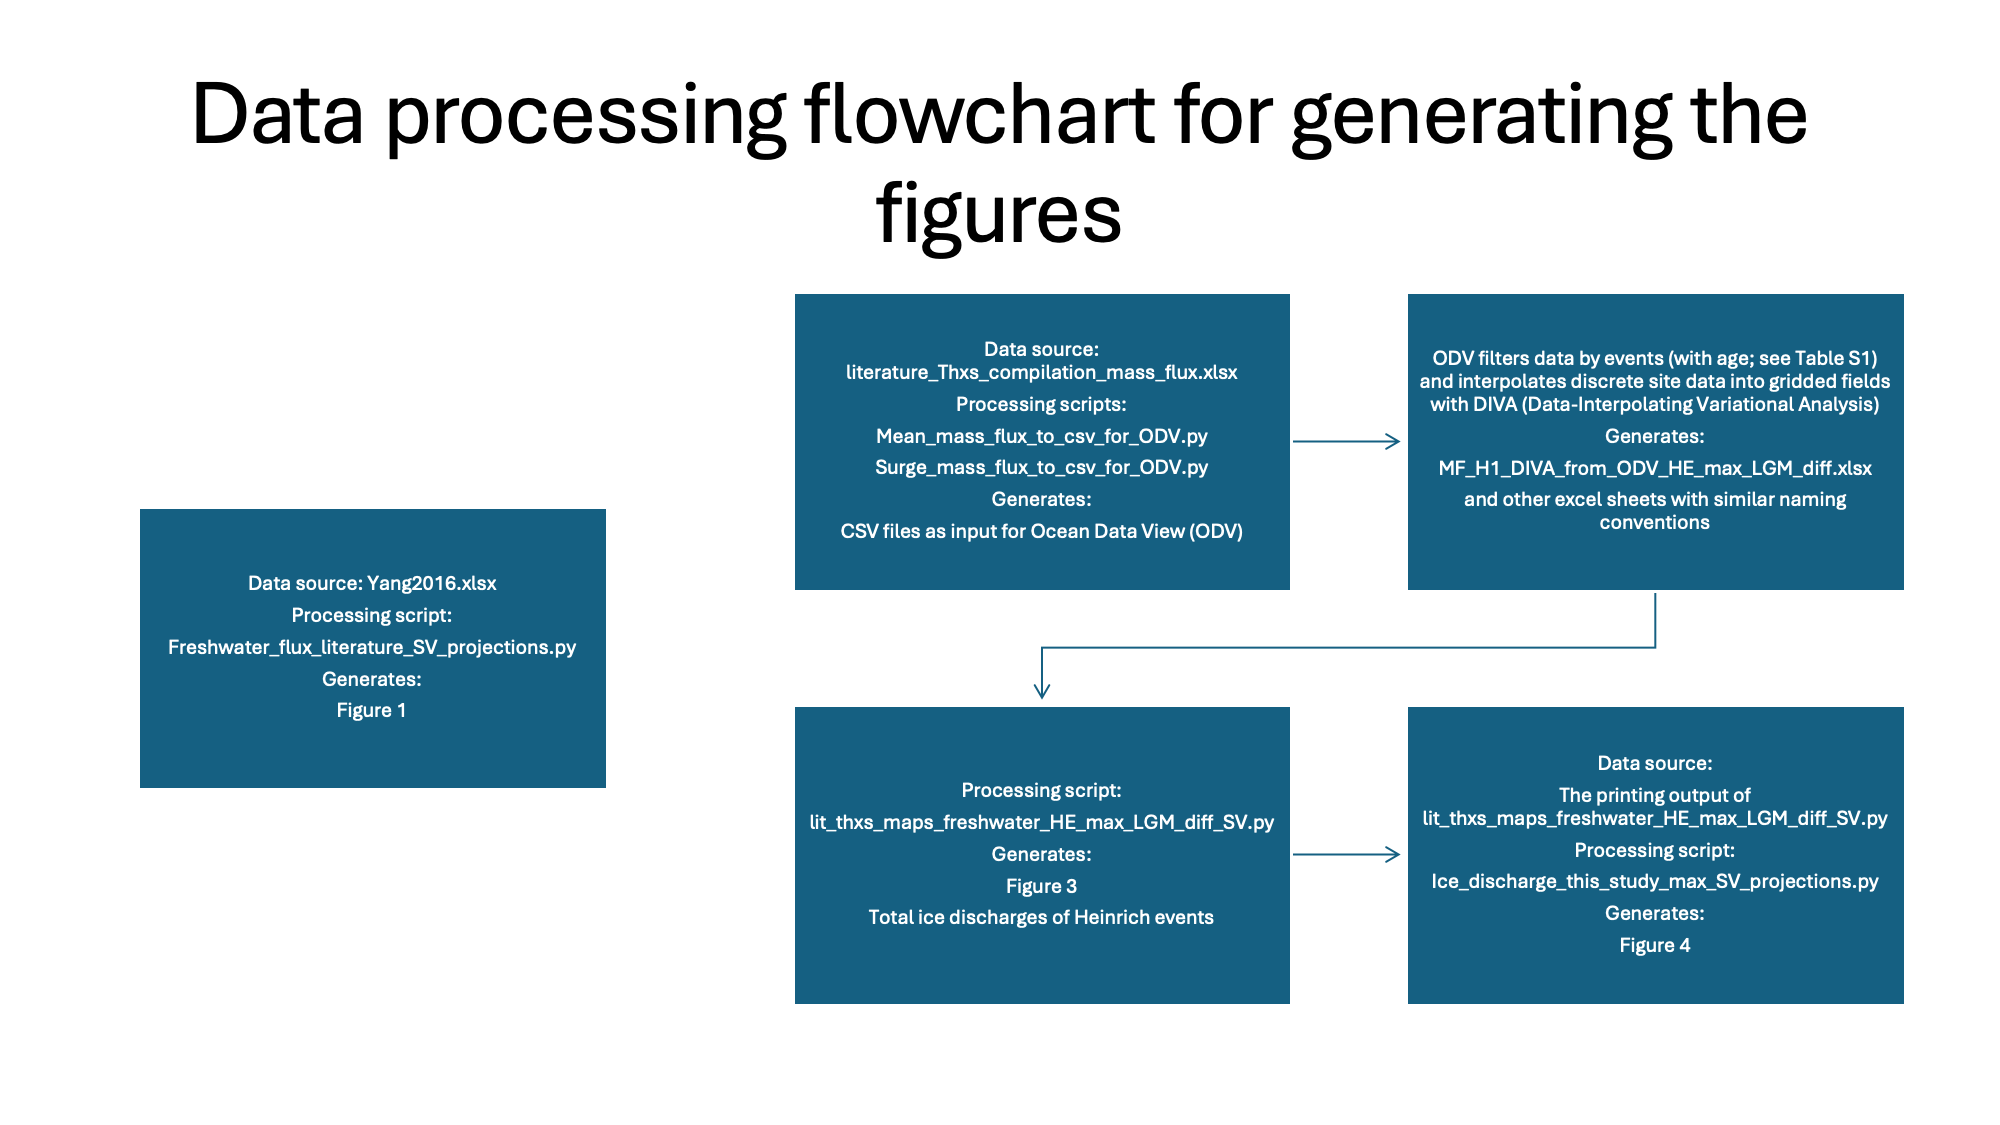 Data processing flowchart for generating the
figures
Data source: Yang2016.xlsx
Processing script:
Freshwater_flux_literature_SV_projections.py
Generates:
Figure 1
Data source:
literature_Thxs_compilation_mass_flux.xlsx
Processing scripts:
Mean_mass_flux_to_csv_for_ODV.py
Surge_mass_flux_to_csv_for_ODV.py
Generates:
CSV files as input for Ocean Data View (ODV)
ODV filters data by events (with age; see Table S1)
and interpolates discrete site data into gridded fields
with DIVA (Data-Interpolating Variational Analysis)
Generates:
MF_H1_DIVA_from_ODV_HE_max_LGM_diff.xlsx
and other excel sheets with similar naming
conventions
Processing script:
lit_thxs_maps_freshwater_HE_max_LGM_diff_SV.py
Generates:
Figure 3
Total ice discharges of Heinrich events
Data source:
The printing output of
lit_thxs_maps_freshwater_HE_max_LGM_diff_SV.py
Processing script:
Ice_discharge_this_study_max_SV_projections.py
Generates:
Figure 4